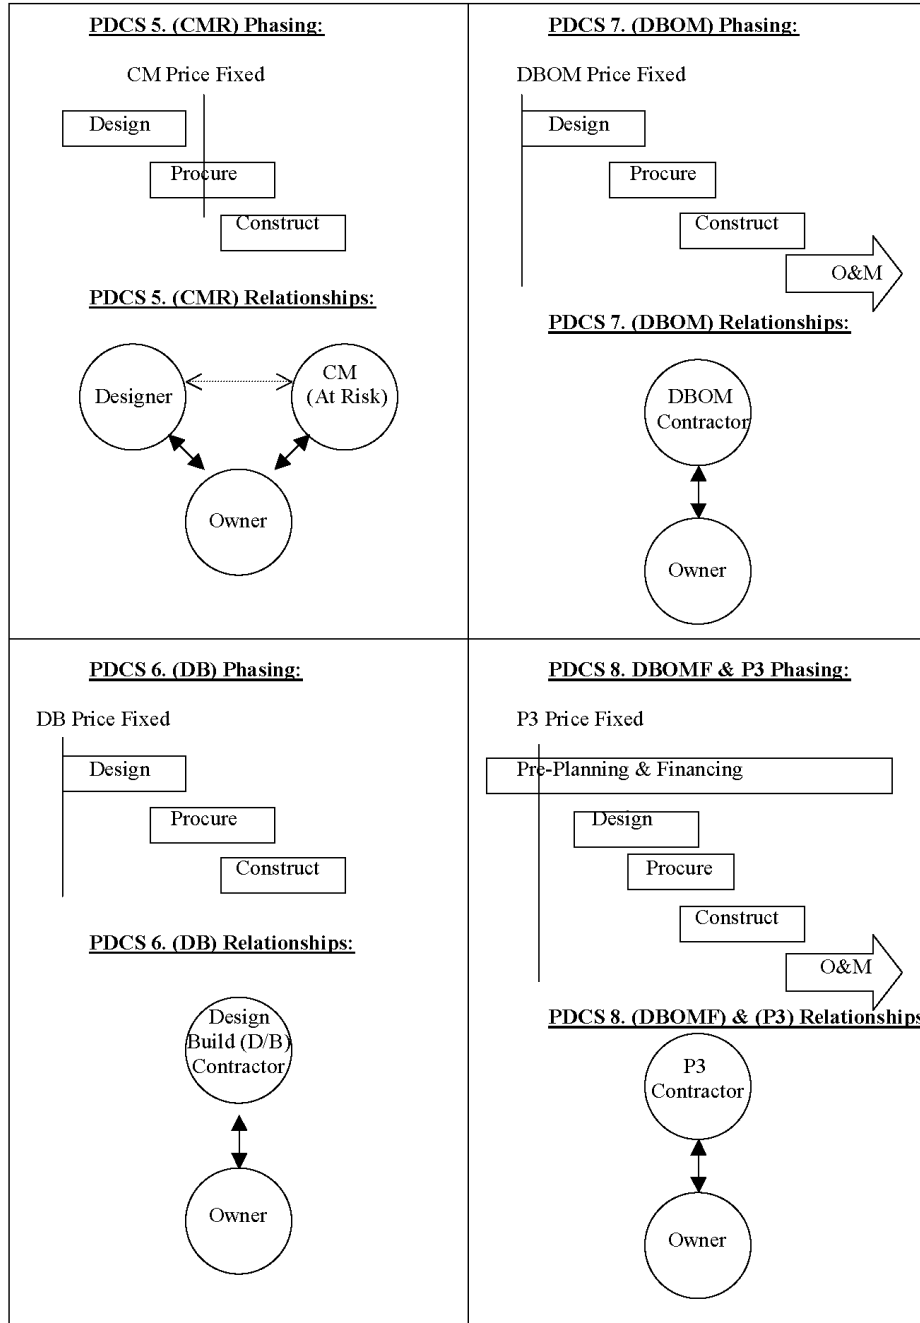 PDCS 5. (CMR) Phasing:
CM Price Fixed
Design
Procure
Construct
PDCS 5. (CMR) Relationships:
Designer
CM
(At Risk)
Owner
PDCS 7. (DBOM) Phasing:
DBOM Price Fixed
Design
Procure
Construct
O&M
PDCS 7. (DBOM) Relationships:
DBOM
Contractor
Owner
PDCS 6. (DB) Phasing:
DB Price Fixed
Design
Procure
Construct
PDCS 6. (DB) Relationships:
Design
Build (D/B)
Contractor
Owner
PDCS 8. DBOMF & P3 Phasing:
P3 Price Fixed
Pre-Planning & Financing
Design
Procure
Construct
O&M
PDCS 8. (DBOMF) & (P3) Relationships
P3
Contractor
Owner